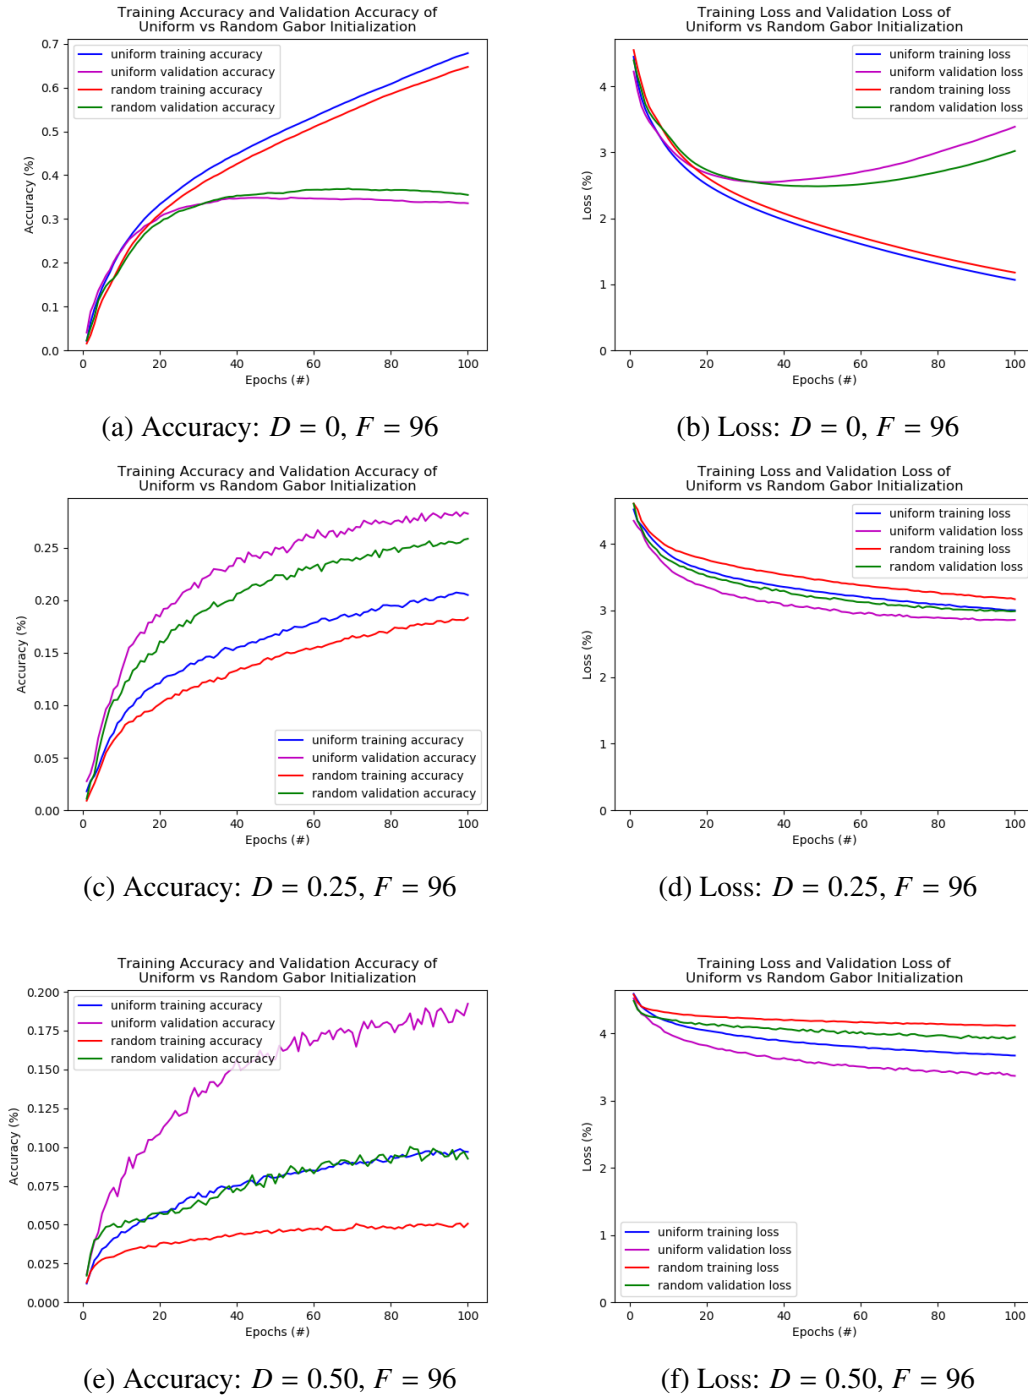 Training Accuracy and Validation Accuracy of
Uniform vs Random Gabor Initialization
0.7
0.6
0.5
0.4
0.3
0.2
0.1
0.0
Accuracy (%)
uniform training accuracy
uniform validation accuracy
random training accuracy
random validation accuracy
0 20 40 60 80 100
Epochs (#)
(a) Accuracy: D = 0, F = 96
Training Loss and Validation Loss of
Uniform vs Random Gabor Initialization
4
3
2
1
0
Loss (%)
uniform training loss
uniform validation loss
random training loss
random validation loss
0 20 40 60 80 100
Epochs (#)
(b) Loss: D = 0, F = 96
Training Accuracy and Validation Accuracy of
Uniform vs Random Gabor Initialization
0.25
0.20
0.15
0.10
0.05
0.00
Accuracy (%)
uniform training accuracy
uniform validation accuracy
random training accuracy
random validation accuracy
0 20 40 60 80 100
Epochs (#)
(c) Accuracy: D = 0.25, F = 96
Training Loss and Validation Loss of
Uniform vs Random Gabor Initialization
4
3
2
1
0
Loss (%)
uniform training loss
uniform validation loss
random training loss
random validation loss
0 20 40 60 80 100
Epochs (#)
(d) Loss: D = 0.25, F = 96
Training Accuracy and Validation Accuracy of
Uniform vs Random Gabor Initialization
0.200
0.175
0.150
0.125
0.100
0.075
0.050
0.025
0.000
Accuracy (%)
uniform training accuracy
uniform validation accuracy
random training accuracy
random validation accuracy
0 20 40 60 80 100
Epochs (#)
(e) Accuracy: D = 0.50, F = 96
Training Loss and Validation Loss of
Uniform vs Random Gabor Initialization
4
3
2
1
0
Loss (%)
uniform training loss
uniform validation loss
random training loss
random validation loss
0 20 40 60 80 100
Epochs (#)
(f) Loss: D = 0.50, F = 96